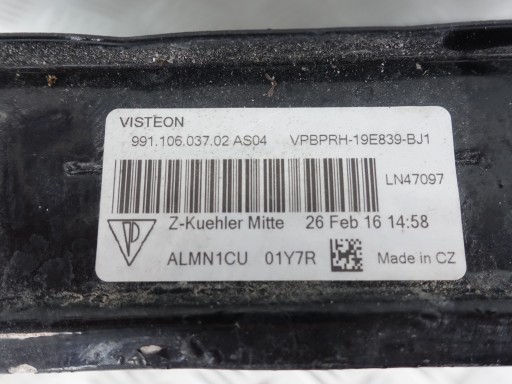 VISTEON
991.106.037.02 AS04 VPBPRH-19E839-BJ1
LN47097
Z-Kuehler Mitte 26 Feb 16 14:58
ALMN1CU 01Y7R Made in CZ